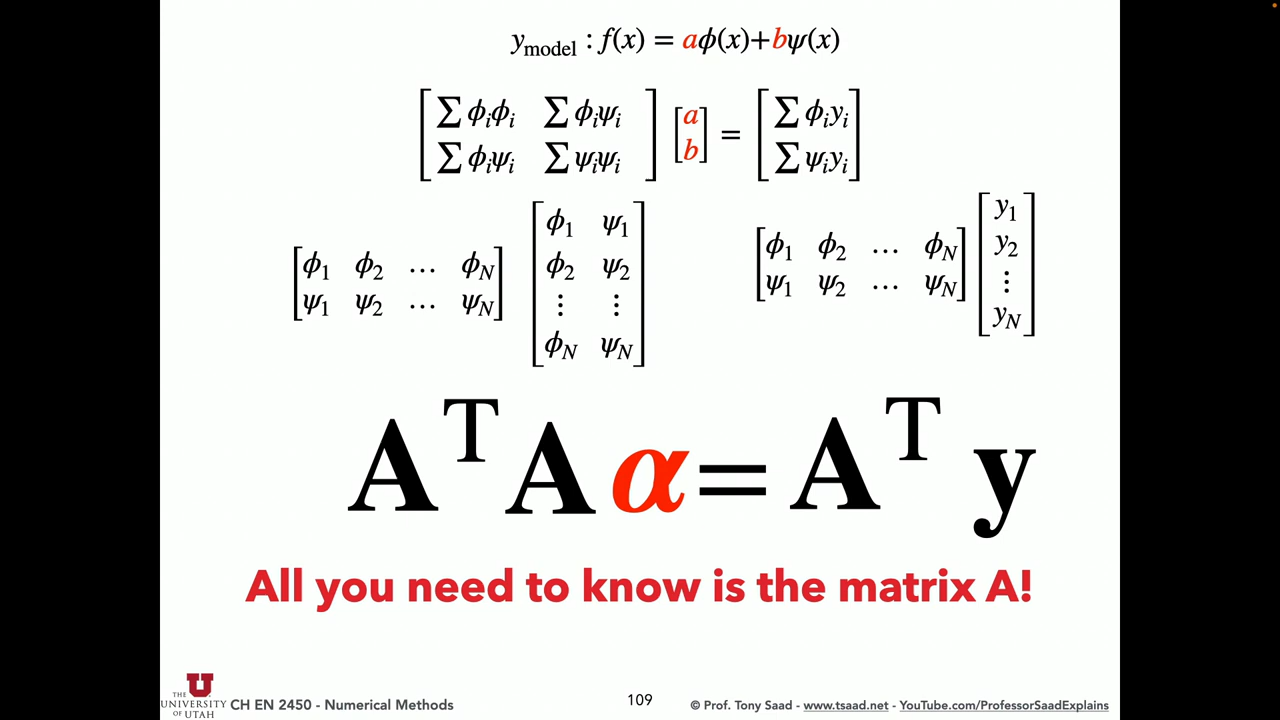 y_model : f(x) = aϕ(x)+bψ(x)
[∑ ϕ_iϕ_i ∑ ϕ_iψ_i] [a] = [∑ ϕ_iy_i]
[∑ ϕ_iψ_i ∑ ψ_iψ_i] [b] [∑ ψ_iy_i]
[ϕ_1 ϕ_2 … ϕ_N]
[ψ_1 ψ_2 … ψ_N]
[ϕ_1 ψ_1]
[ϕ_2 ψ_2]
[⋮ ⋮]
[ϕ_N ψ_N]
[ϕ_1 ϕ_2 … ϕ_N]
[ψ_1 ψ_2 … ψ_N]
[y_1]
[y_2]
[⋮]
[y_N]
A^T A α = A^T y
All you need to know is the matrix A!
U
THE
UNIVERSITY
OF UTAH
CH EN 2450 - Numerical Methods
109
© Prof. Tony Saad - www.tsaad.net - YouTube.com/ProfessorSaadExplains